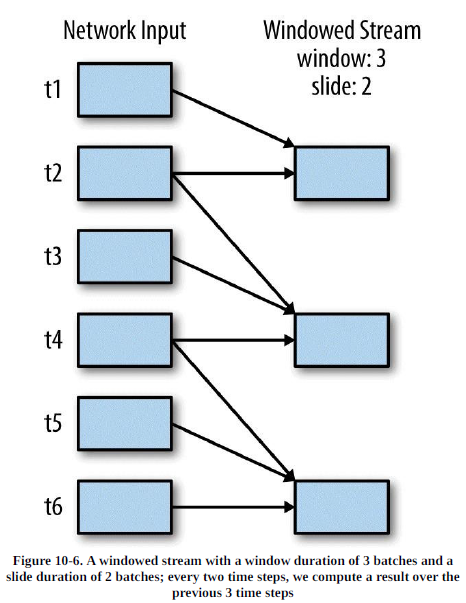 Network Input
Windowed Stream
window: 3
slide: 2
t1
t2
t3
t4
t5
t6
Figure 10-6. A windowed stream with a window duration of 3 batches and a
slide duration of 2 batches; every two time steps, we compute a result over the
previous 3 time steps